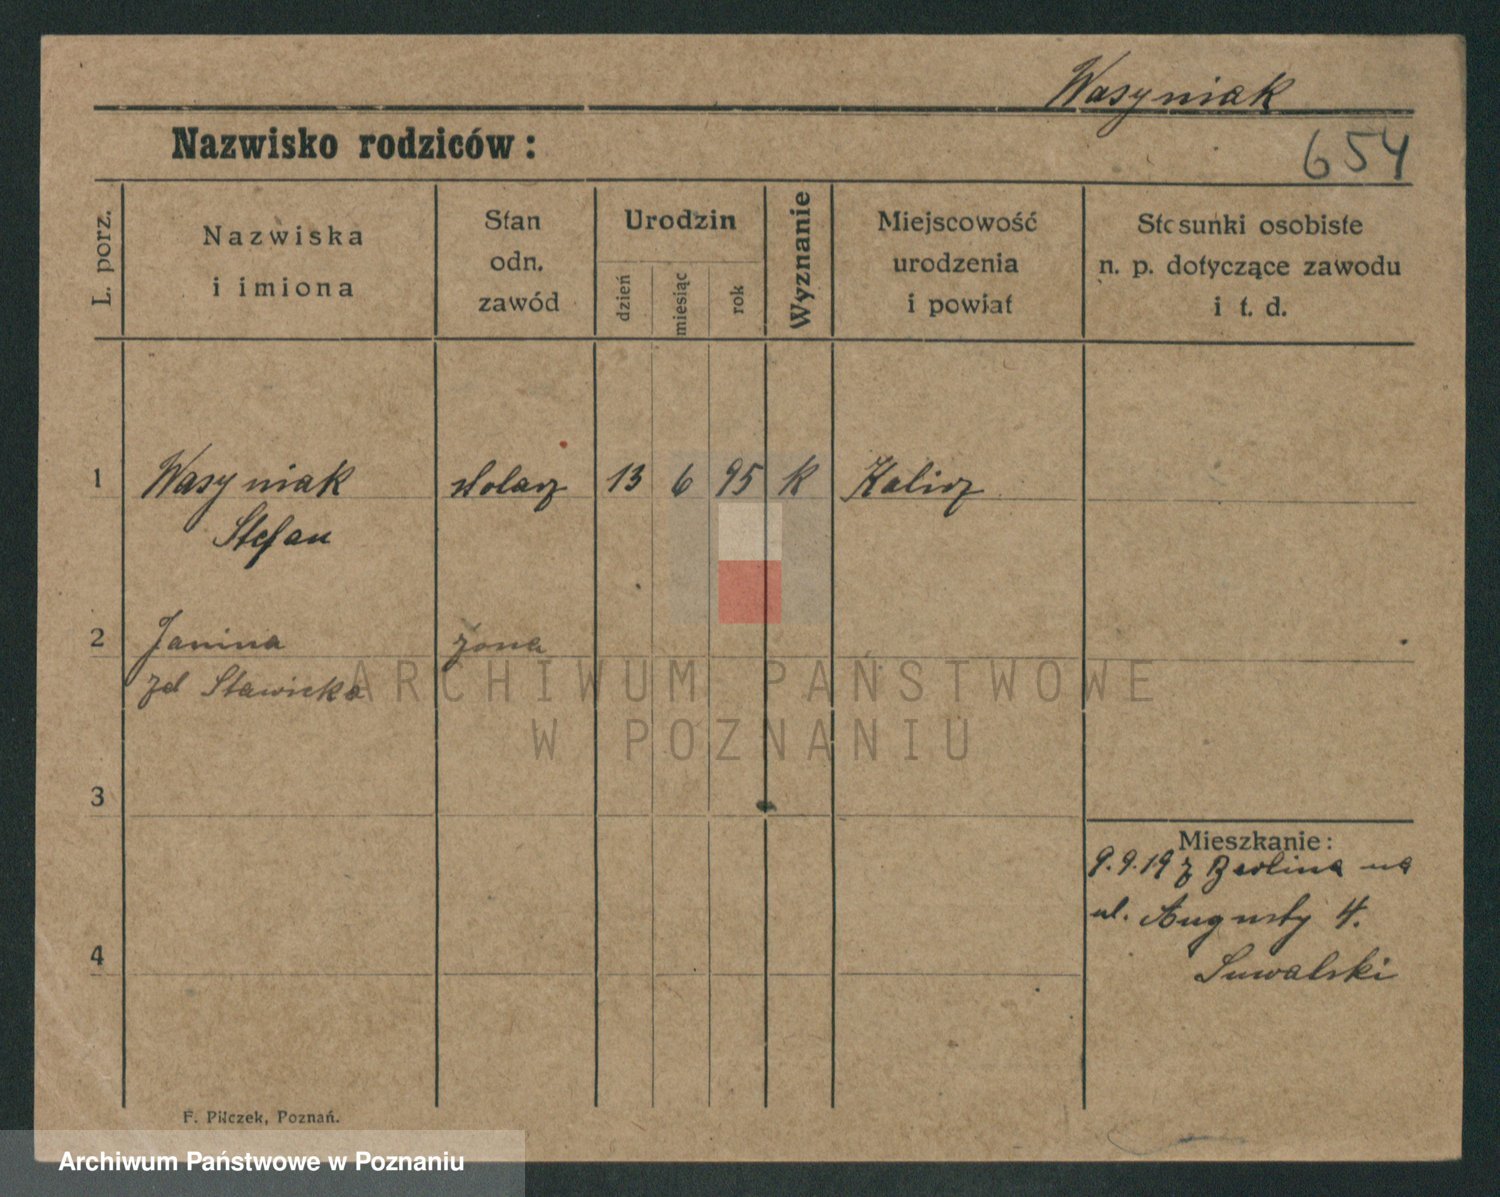 Wasyniak
Nazwisko rodziców:
654
L. porz.
Nazwiska
i imiona
Stan
odn.
zawód
Urodzin
dzień
miesiąc
rok
Wyznanie
Miejscowość
urodzenia
i powiat
Stosunki osobiste
n. p. dotyczące zawodu
i t. d.
1 Wasyniak stolarz 13 6 95 k Kalisz
Stefan
2 Janina żona
zd Stawicka
ARCHIWUM PAŃSTWOWE
W POZNANIU
3
Mieszkanie:
9.9.19 z Berlina na
ul. Augusty 4.
Suwalski
4
F. Pilczek, Poznań.
Archiwum Państwowe w Poznaniu